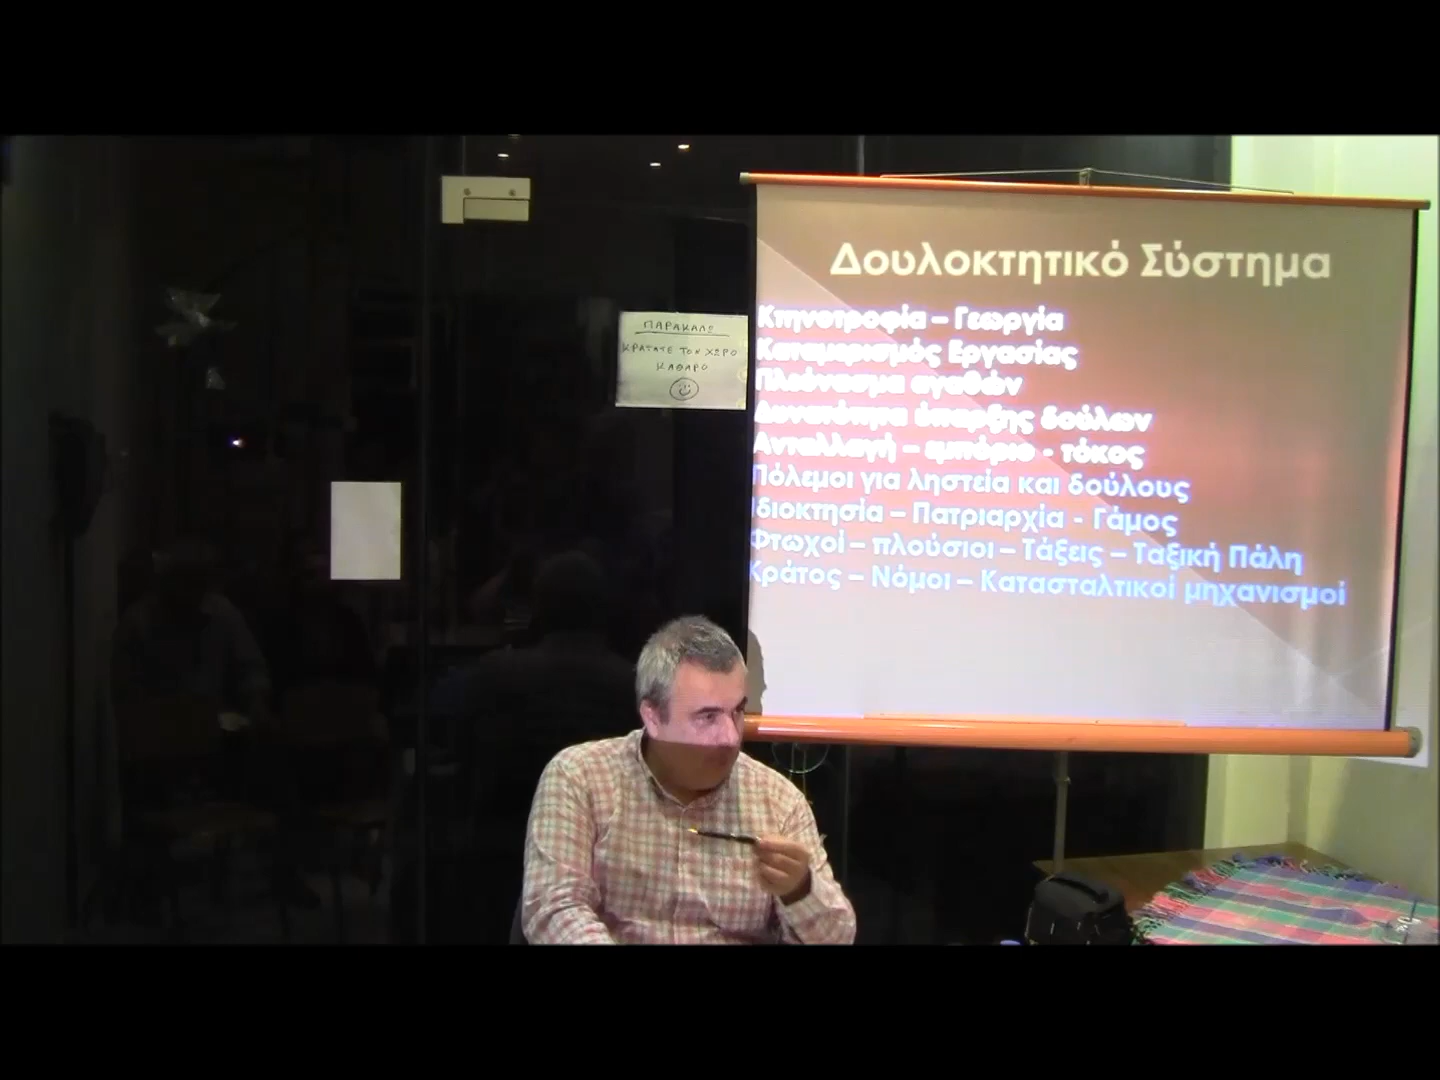 Δουλοκτητικό Σύστημα
Κτηνοτροφία – Γεωργία
Καταμερισμός Εργασίας
Πλεόνασμα αγαθών
Δυνατότητα ύπαρξης δούλων
Ανταλλαγή – εμπόριο - τόκος
Πόλεμοι για ληστεία και δούλους
Ιδιοκτησία – Πατριαρχία - Γάμος
Φτωχοί – πλούσιοι – Τάξεις – Ταξική Πάλη
Κράτος – Νόμοι – Κατασταλτικοί μηχανισμοί
ΠΑΡΑΚΑΛΩ
ΚΡΑΤΑΤΕ ΤΟΝ ΧΩΡΟ
ΚΑΘΑΡΟ